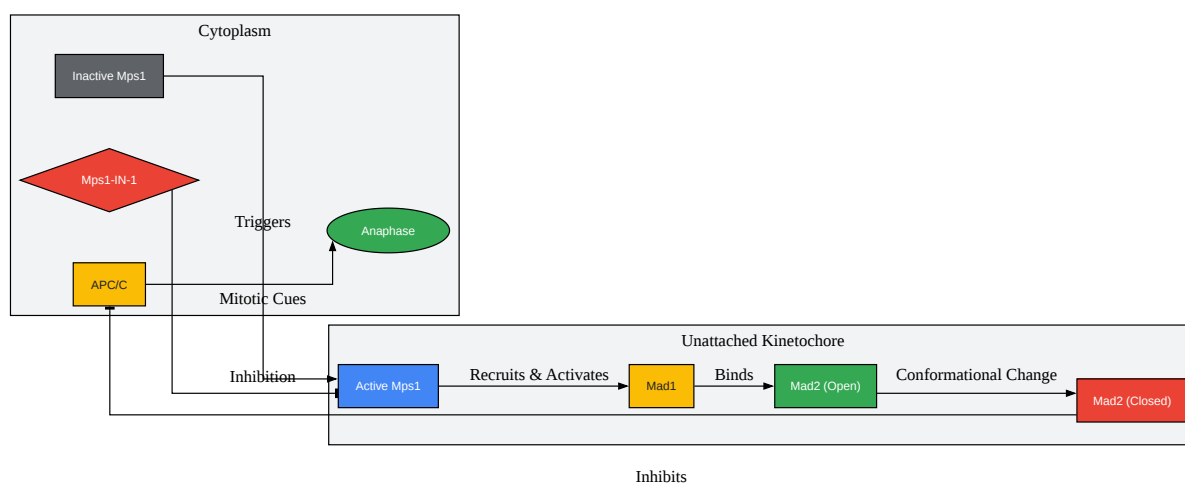 Cytoplasm
Inactive Mps1
Mps1-IN-1
Triggers
Anaphase
APC/C
Mitotic Cues
Unattached Kinetochore
Inhibition
Active Mps1
Recruits & Activates
Mad1
Binds
Mad2 (Open)
Conformational Change
Mad2 (Closed)
Inhibits